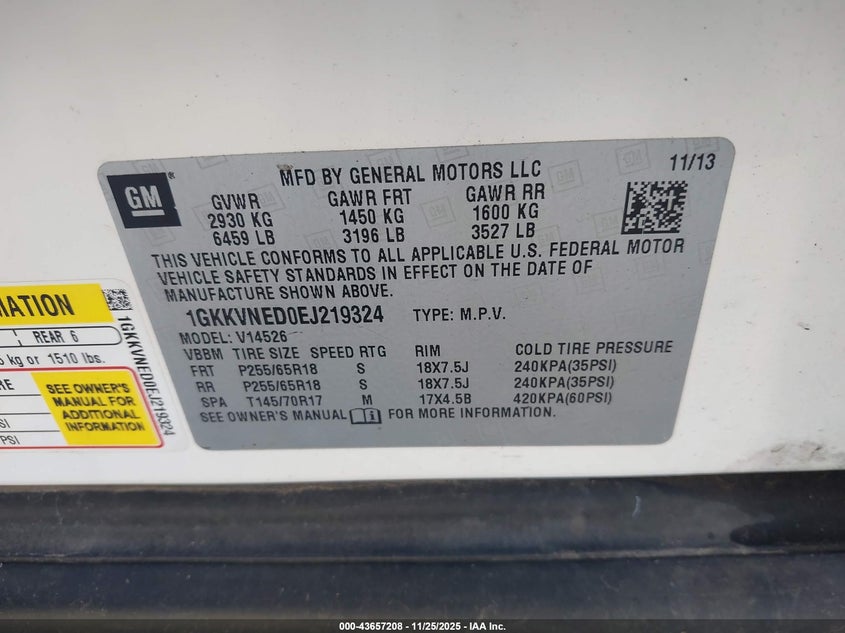 MFD BY GENERAL MOTORS LLC
11/13
GM
®
GVWR GAWR FRT GAWR RR
2930 KG 1450 KG 1600 KG
6459 LB 3196 LB 3527 LB
THIS VEHICLE CONFORMS TO ALL APPLICABLE U.S. FEDERAL MOTOR
VEHICLE SAFETY STANDARDS IN EFFECT ON THE DATE OF
MANUFACTURE SHOWN ABOVE.
1GKKVNED0EJ219324 TYPE: M.P.V.
MODEL: V14526
VBBM TIRE SIZE SPEED RTG RIM COLD TIRE PRESSURE
FRT P255/65R18 S 18X7.5J 240KPA(35PSI)
RR P255/65R18 S 18X7.5J 240KPA(35PSI)
SPA T145/70R17 M 17X4.5B 420KPA(60PSI)
SEE OWNER'S MANUAL i FOR MORE INFORMATION.
REAR 6
kg or 1510 lbs.
SEE OWNER'S
MANUAL FOR
ADDITIONAL
INFORMATION
PSI
1GKKVNED0EJ219324
000-43657208 - 11/25/2025 - IAA Inc.